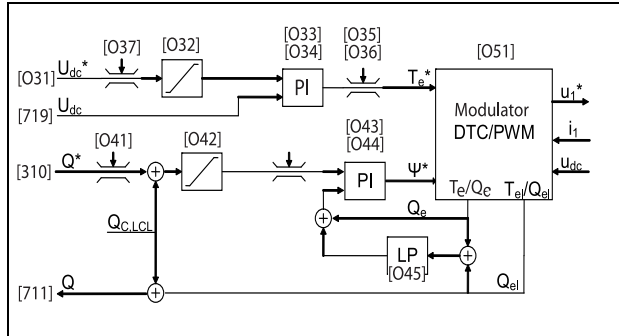 [O33]
[O34]
[O35]
[O36]
[O37]
[O32]
[O51]
[O31]
Udc*
PI
Te*
[719]
Udc
Modulator
DTC/PWM
u1*
i1
udc
[O41]
[O42]
[O43]
[O44]
[310]
Q*
PI
Ψ*
Te/Qe
Tel/Qel
QC,LCL
Qe
LP
[O45]
[711]
Q
Qel